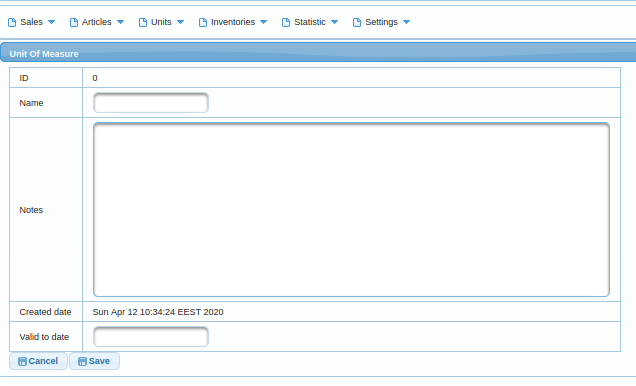 Sales Articles Units Inventories Statistic Settings
Unit Of Measure
ID 0
Name
Notes
Created date Sun Apr 12 10:34:24 EEST 2020
Valid to date
Cancel Save